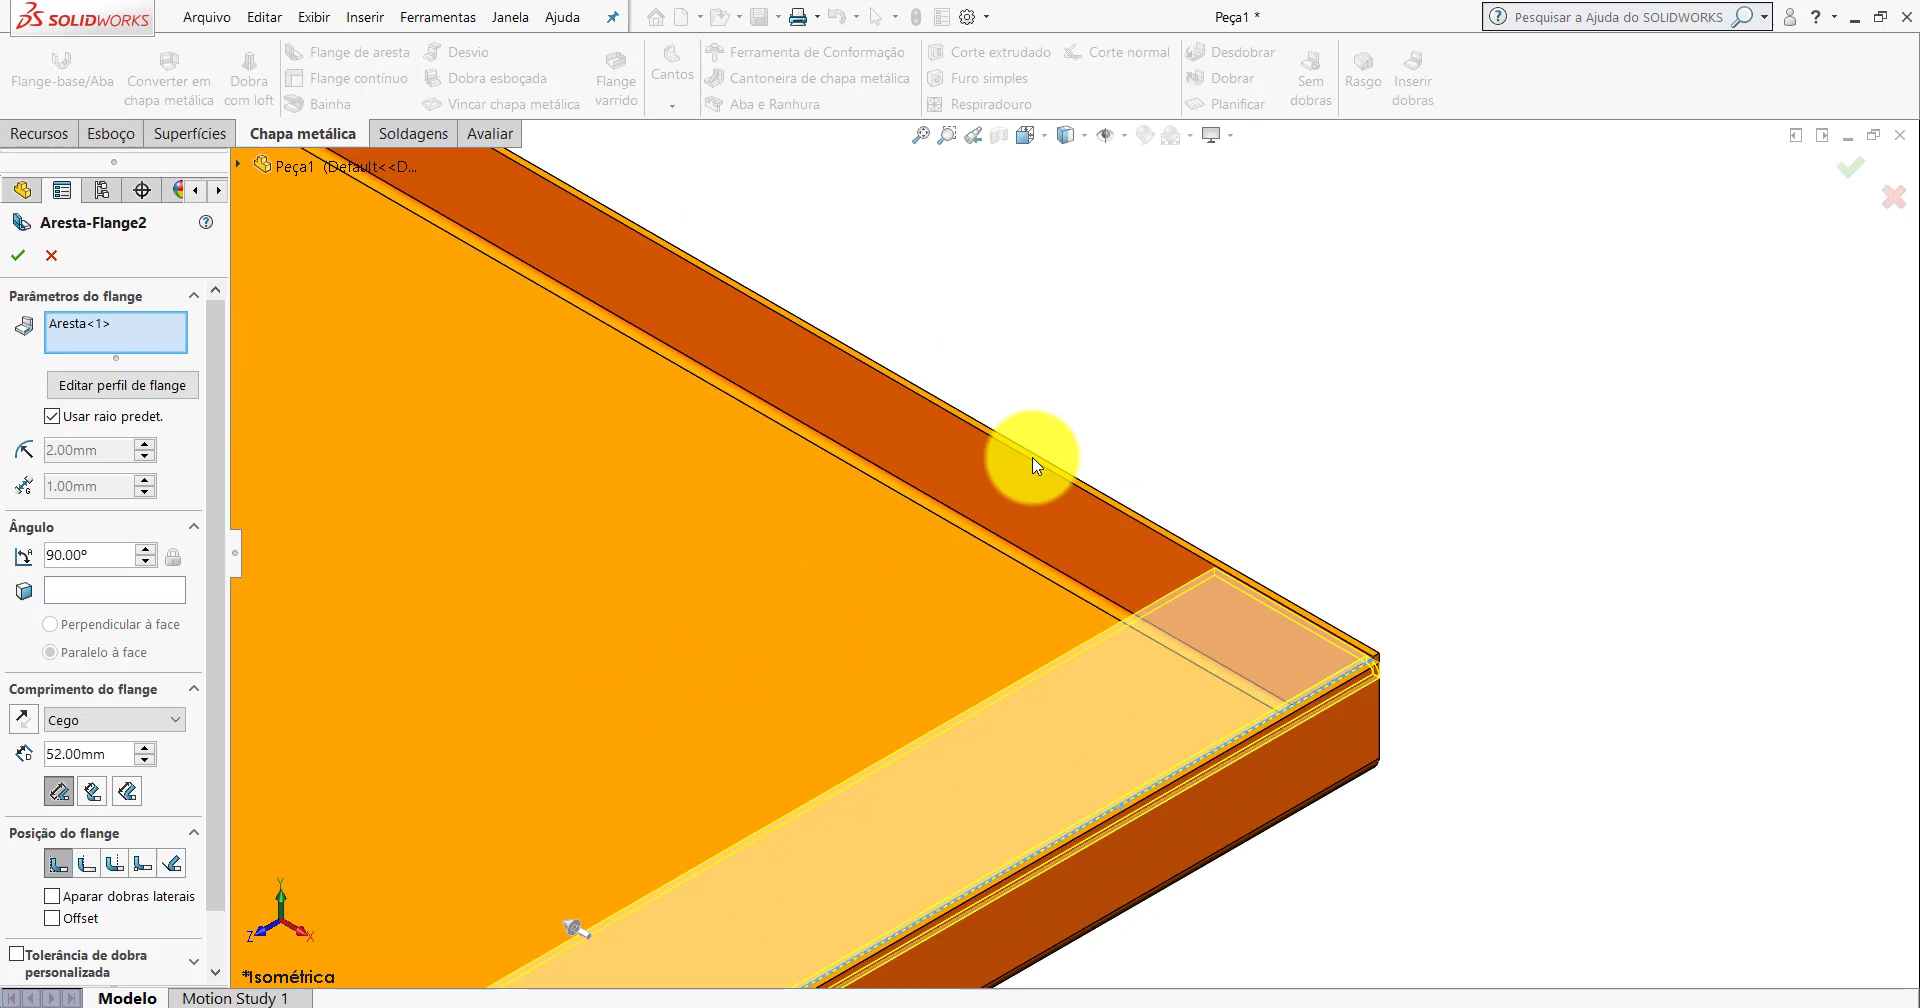 SOLIDWORKS
Arquivo Editar Exibir Inserir Ferramentas Janela Ajuda
Peça1 *
Pesquisar a Ajuda do SOLIDWORKS
Flange-base/Aba
Converter em chapa metálica
Dobra com loft
Flange de aresta
Flange contínuo
Bainha
Desvio
Dobra esboçada
Vincar chapa metálica
Flange varrido
Cantos
Ferramenta de Conformação
Cantoneira de chapa metálica
Aba e Ranhura
Corte extrudado
Furo simples
Respiradouro
Corte normal
Desdobrar
Dobrar
Planificar
Sem dobras
Rasgo
Inserir dobras
Recursos Esboço Superfícies Chapa metálica Soldagens Avaliar
Peça1 (Default<<D...
Aresta-Flange2
Parâmetros do flange
Aresta<1>
Editar perfil de flange
Usar raio predet.
2.00mm
1.00mm
Ângulo
90.00º
Perpendicular à face
Paralelo à face
Comprimento do flange
Cego
52.00mm
Posição do flange
Aparar dobras laterais
Offset
Tolerância de dobra
personalizada
Y
Z
X
*Isométrica
Modelo Motion Study 1